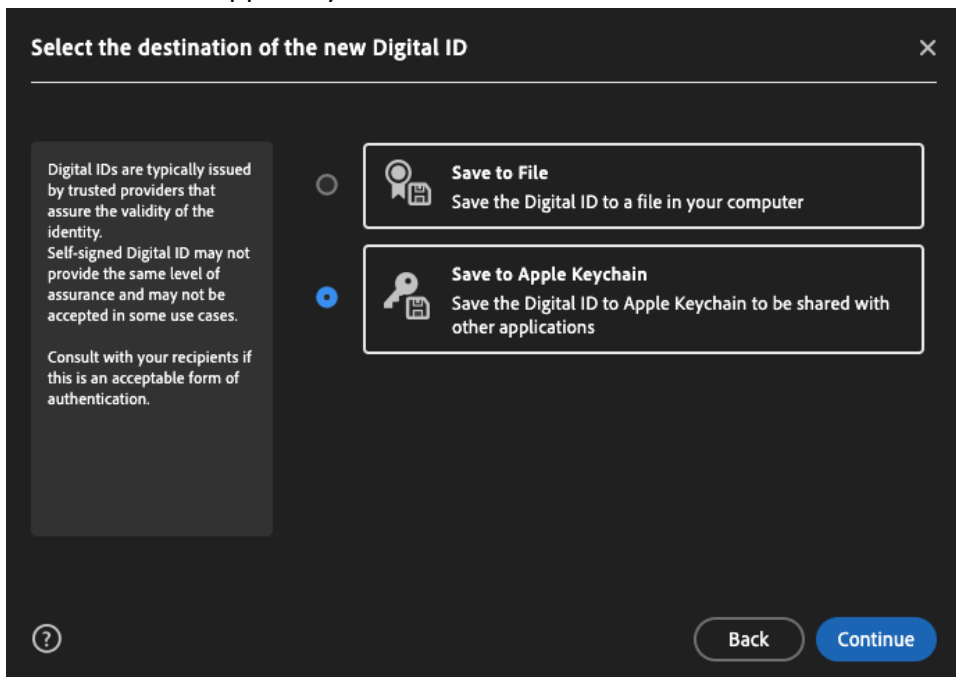 Select the destination of the new Digital ID
Digital IDs are typically issued
by trusted providers that
assure the validity of the
identity.
Self-signed Digital ID may not
provide the same level of
assurance and may not be
accepted in some use cases.
Consult with your recipients if
this is an acceptable form of
authentication.
Save to File
Save the Digital ID to a file in your computer
Save to Apple Keychain
Save the Digital ID to Apple Keychain to be shared with
other applications
?
Back
Continue